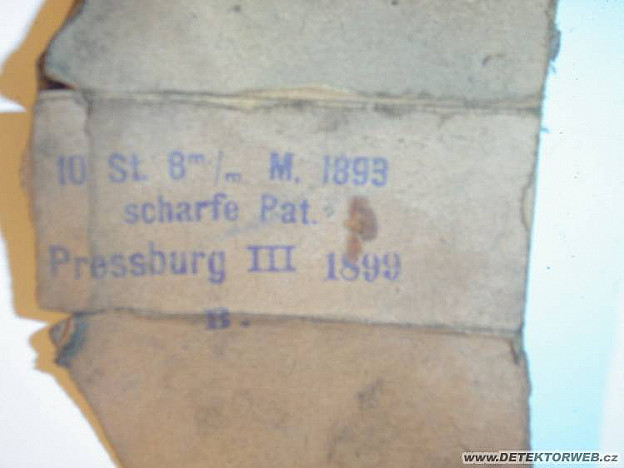 10 St. 8m/m M. 1893
scharfe Pat.
Pressburg III 1899
B.
www.DETEKTORWEB.cz